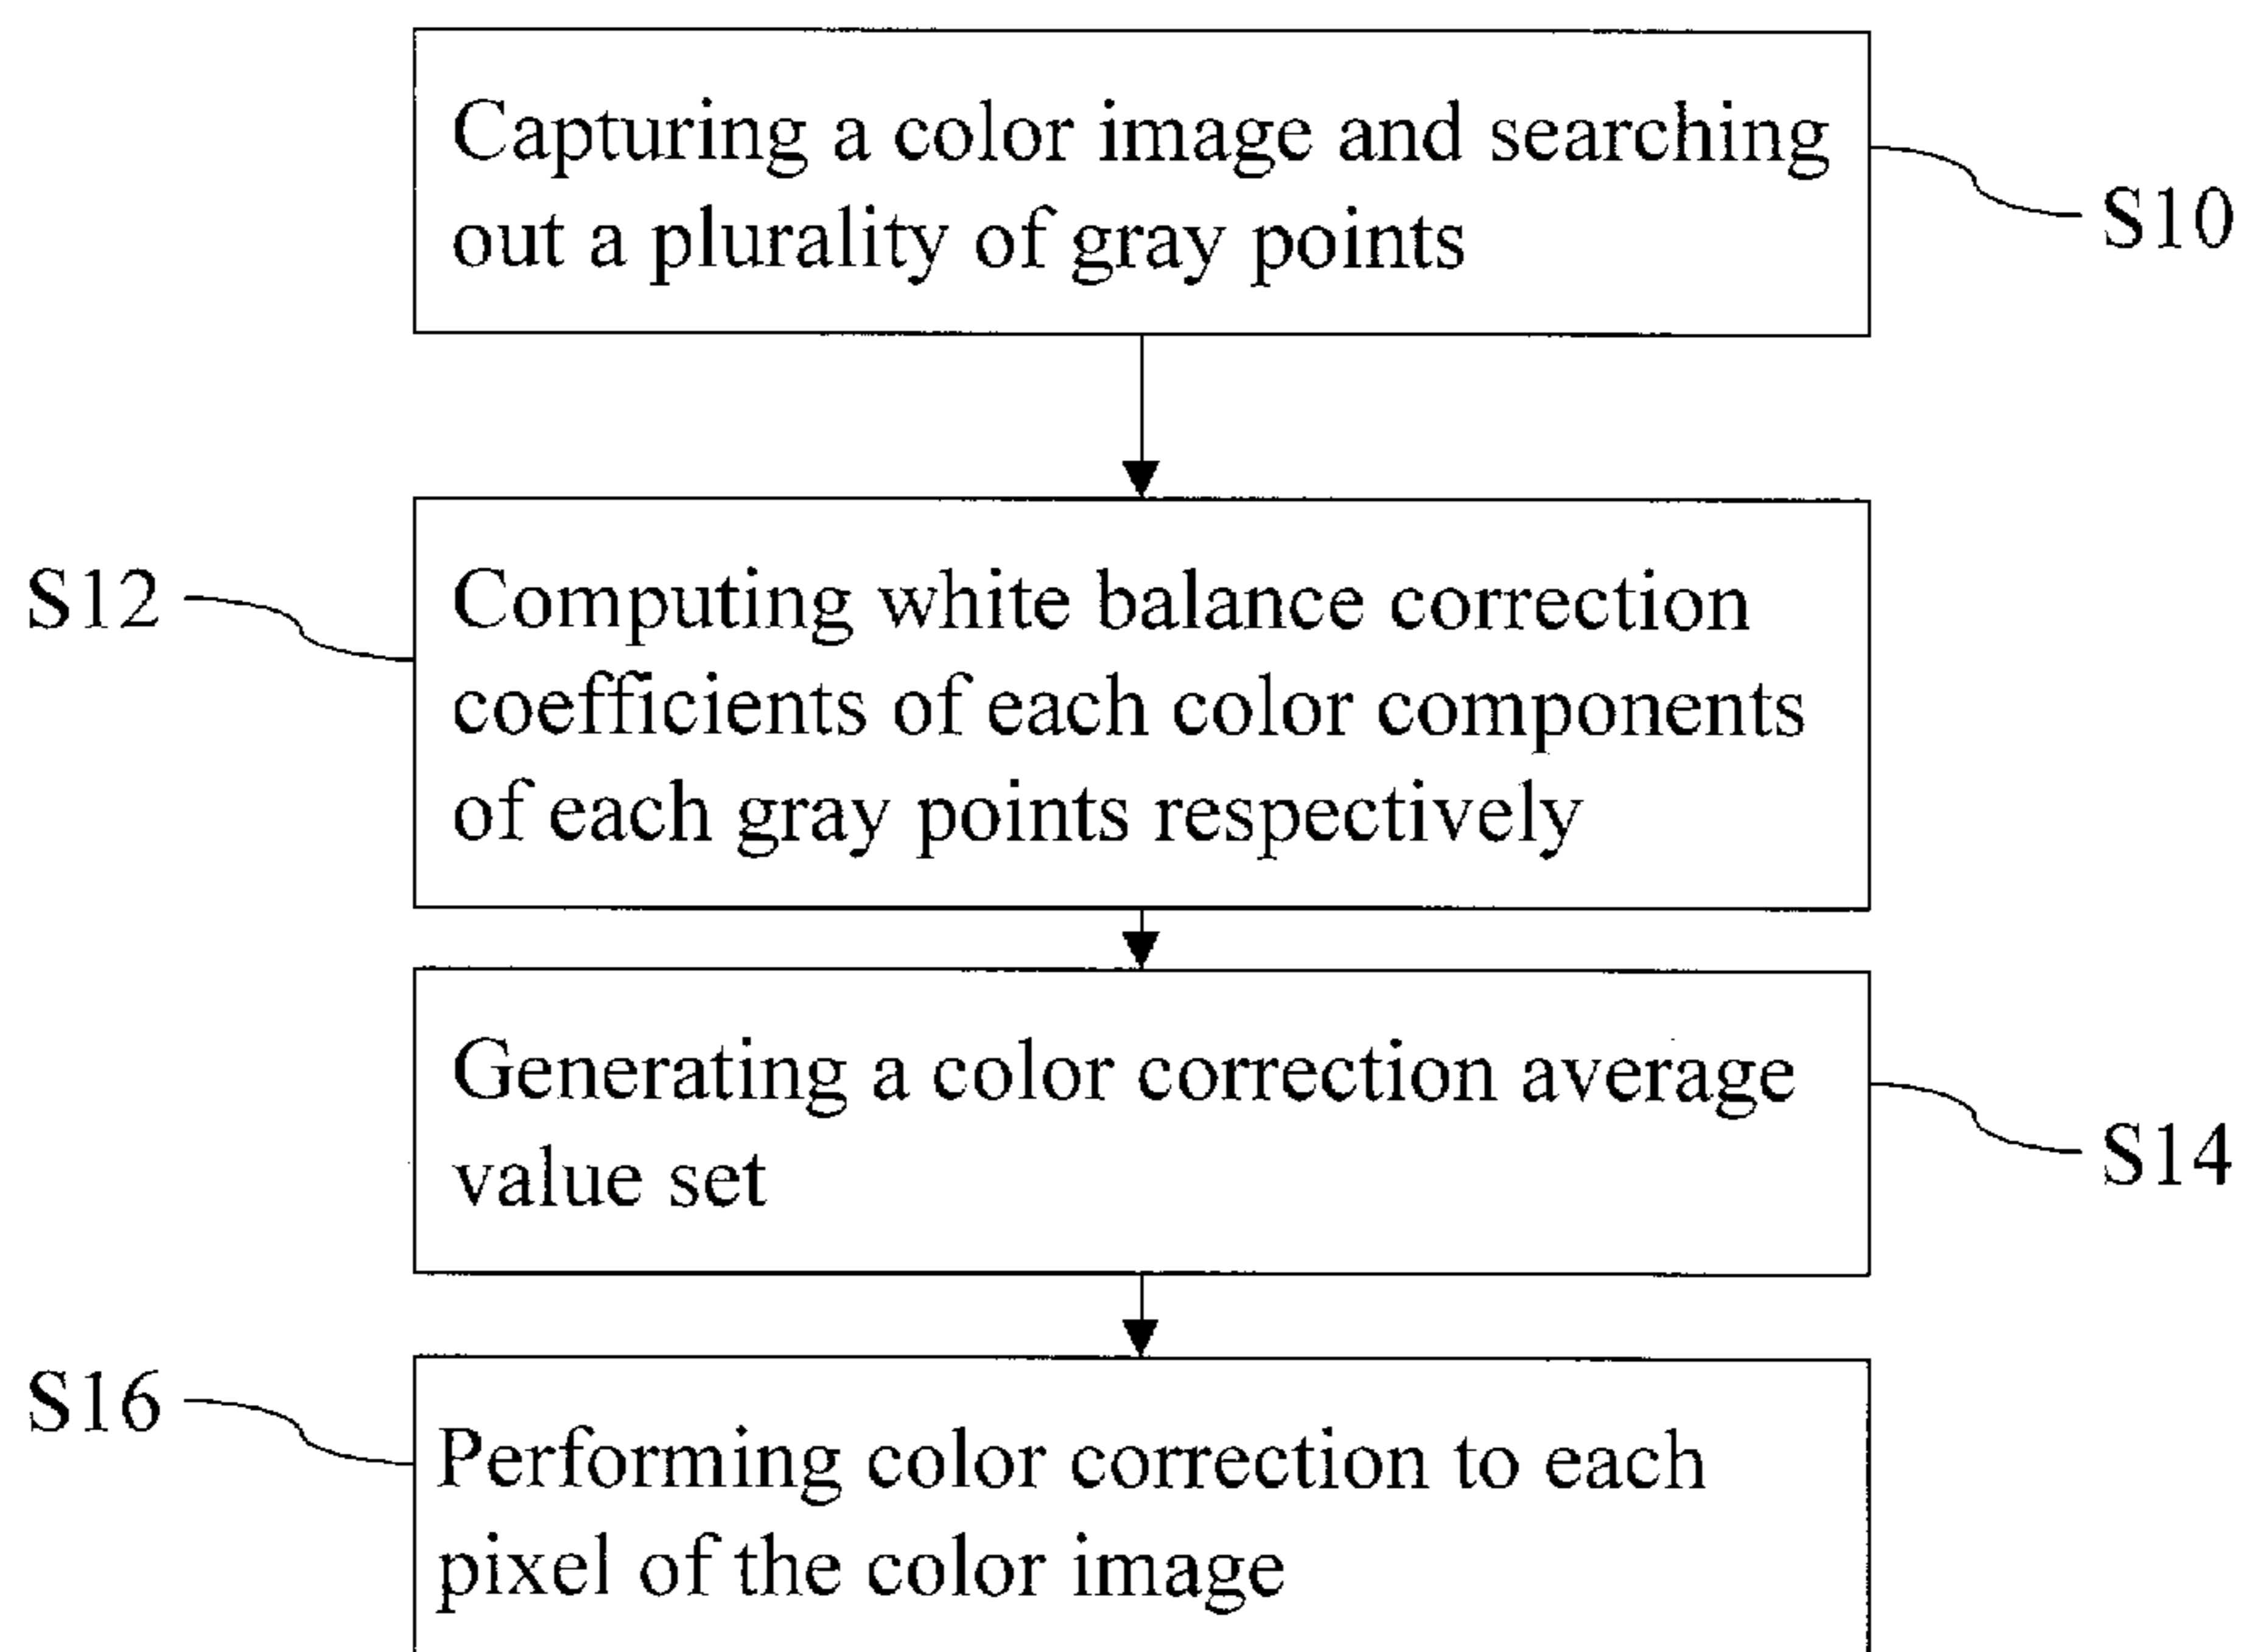 Capturing a color image and searching
out a plurality of gray points
S10
S12
Computing white balance correction
coefficients of each color components
of each gray points respectively
Generating a color correction average
value set
S14
S16
Performing color correction to each
pixel of the color image